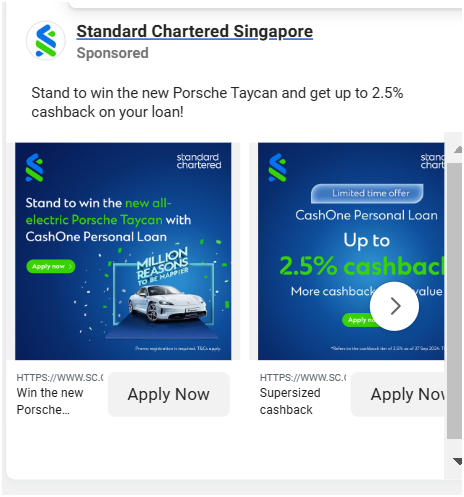 Standard Chartered Singapore
Sponsored
Stand to win the new Porsche Taycan and get up to 2.5%
cashback on your loan!
standard
chartered
Stand to win the new all-
electric Porsche Taycan with
CashOne Personal Loan
Apply now
MILLION
REASONS
TO BE HAPPIER
Promo registration is required. T&Cs apply.
HTTPS://WWW.SC.C
Win the new
Porsche...
Apply Now
standa
charte
Limited time offer
CashOne Personal Loan
Up to
2.5% cashback
More cashback value
Apply
*Refers to the cashback tier of 2.5% as of 27 Sep 2024.
HTTPS://WWW.SC.C
Supersized
cashback
Apply Now